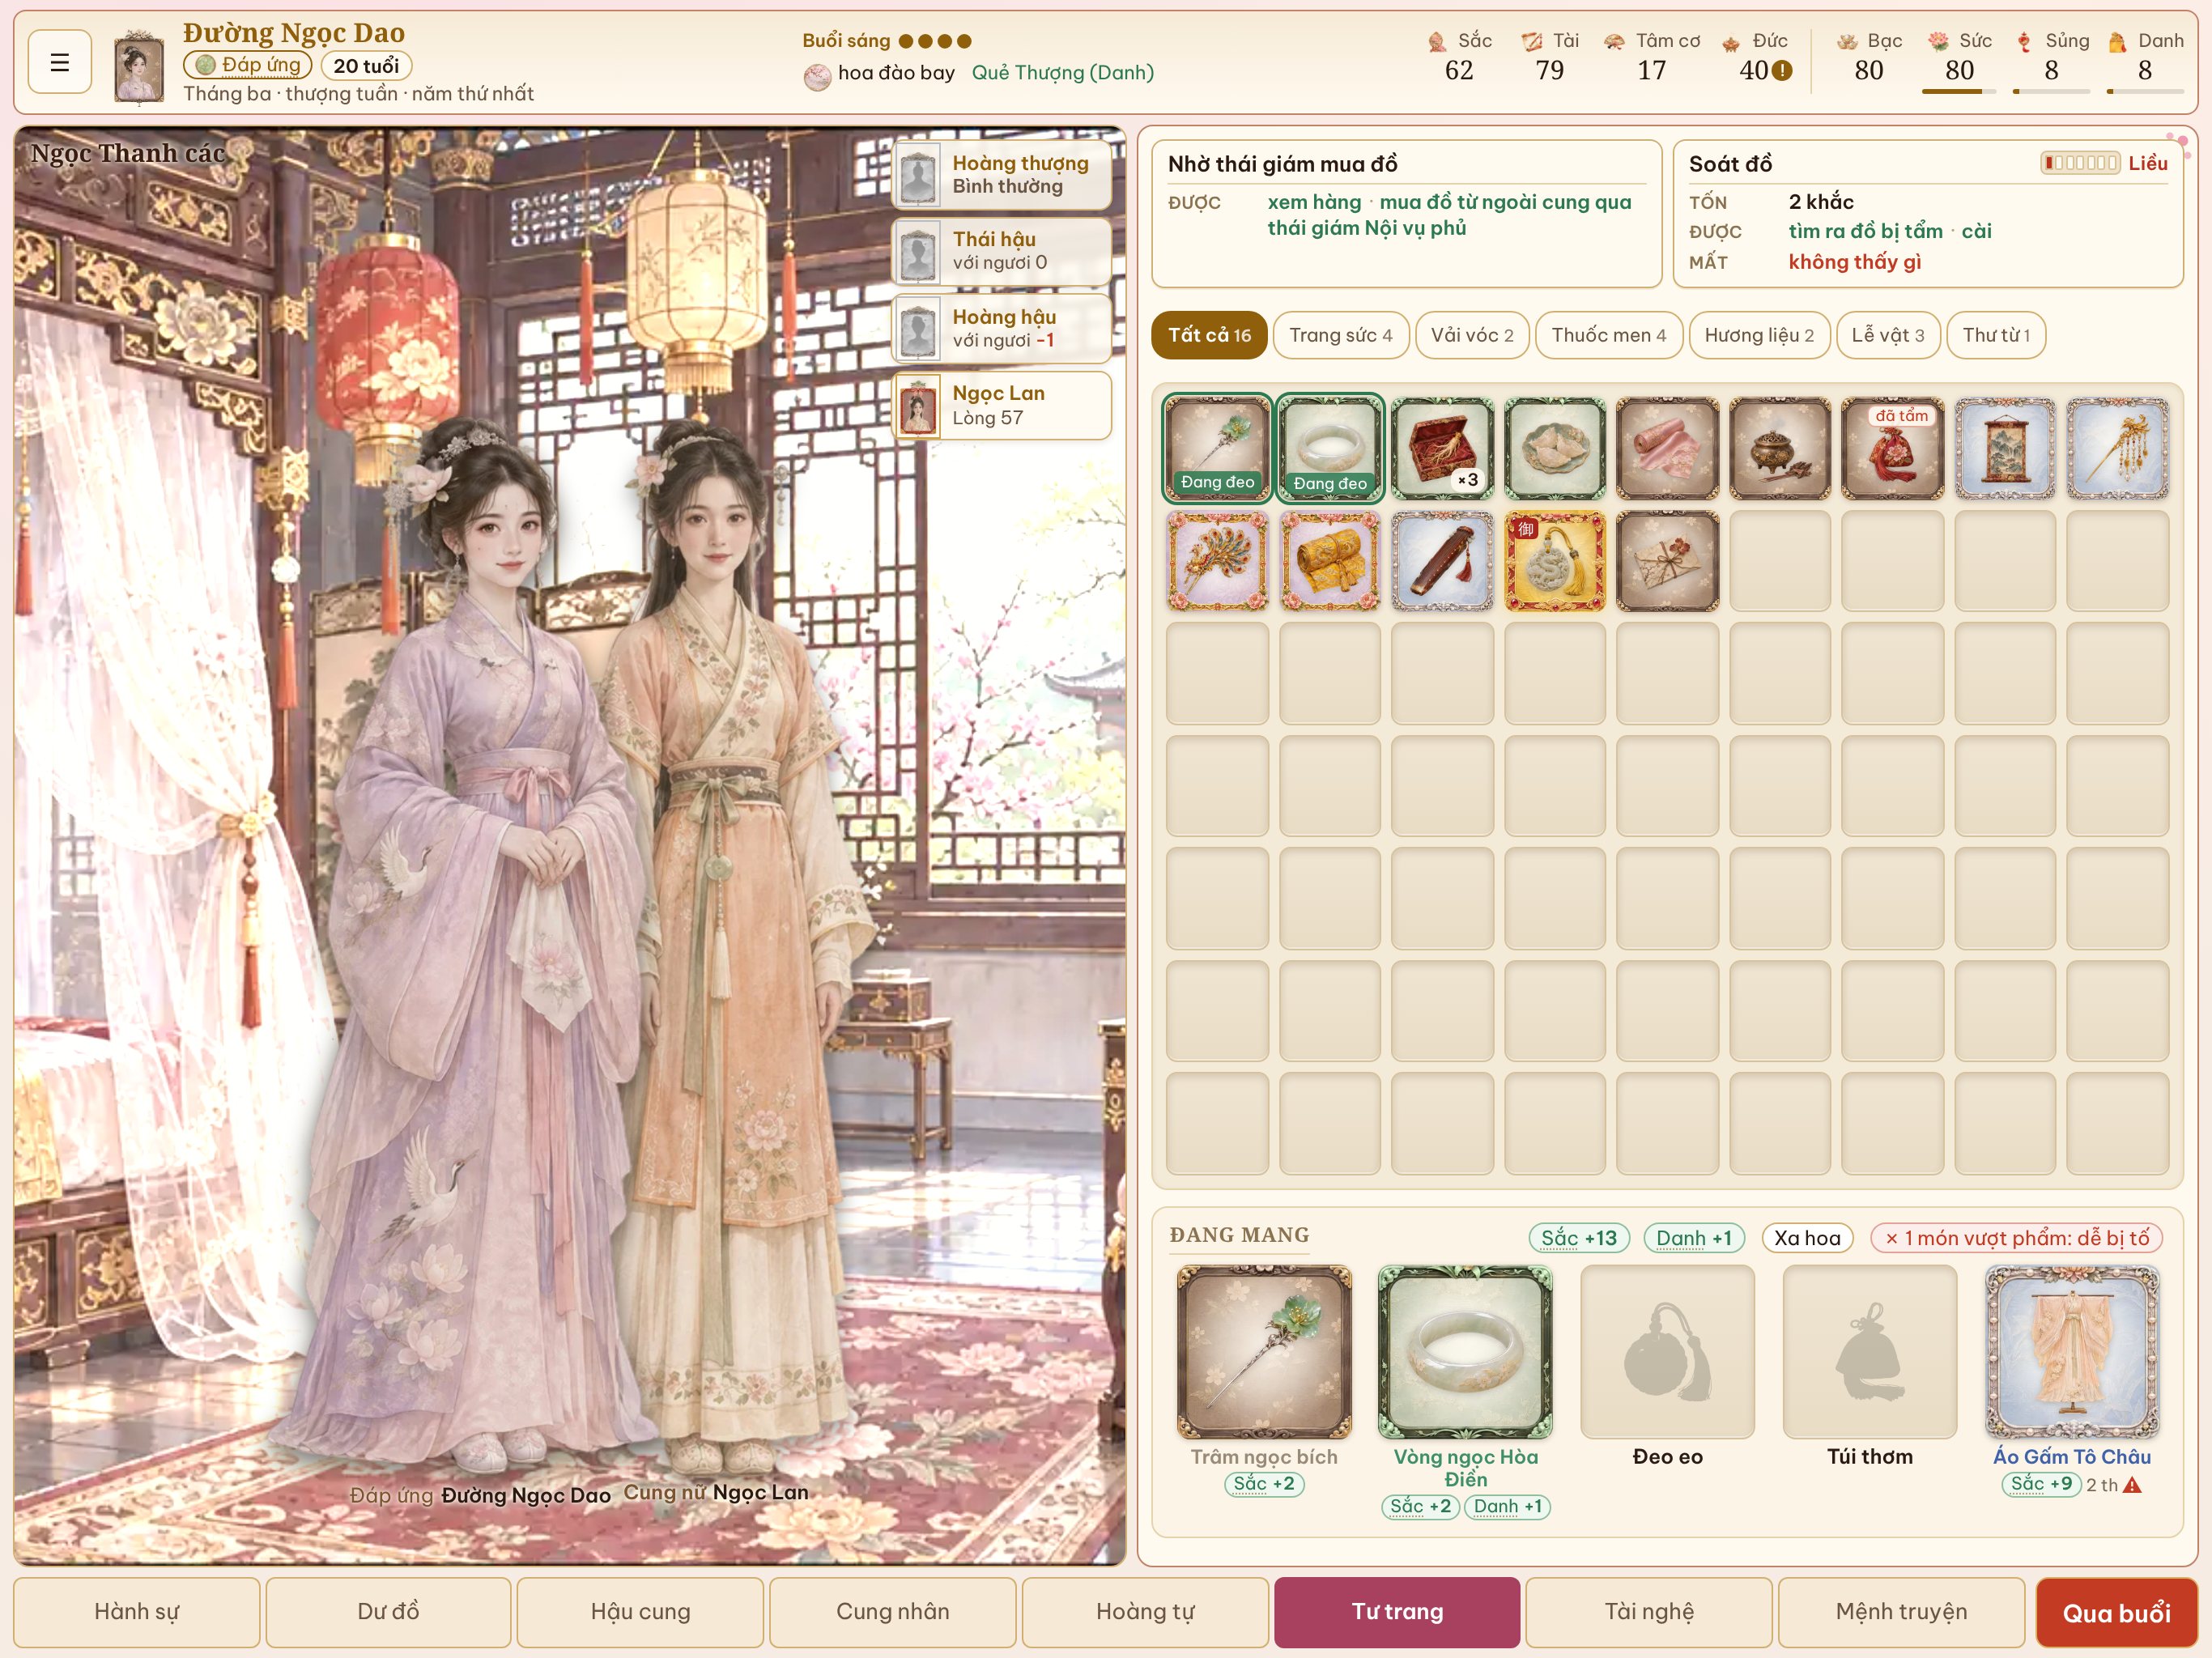 ☰
Đường Ngọc Dao
Đáp ứng 20 tuổi
Tháng ba · thượng tuần · năm thứ nhất
Buổi sáng
hoa đào bay Quẻ Thượng (Danh)
Sắc Tài Tâm cơ Đức Bạc Sức Sủng Danh
62 79 17 40 ! 80 80 8 8
Ngọc Thanh các
Hoàng thượng
Bình thường
Thái hậu
với ngươi 0
Hoàng hậu
với ngươi -1
Ngọc Lan
Lòng 57
Đáp ứng Đường Ngọc Dao
Cung nữ Ngọc Lan
Nhờ thái giám mua đồ
ĐƯỢC xem hàng · mua đồ từ ngoài cung qua
thái giám Nội vụ phủ
Soát đồ Liều
TỐN 2 khắc
ĐƯỢC tìm ra đồ bị tẩm · cài
MẤT không thấy gì
Tất cả 16 Trang sức 4 Vải vóc 2 Thuốc men 4 Hương liệu 2 Lễ vật 3 Thư từ 1
Đang đeo Đang đeo ×3 đã tẩm
御
ĐANG MANG Sắc +13 Danh +1 Xa hoa × 1 món vượt phẩm: dễ bị tố
Trâm ngọc bích
Sắc +2
Vòng ngọc Hòa
Điền
Sắc +2 Danh +1
Đeo eo
Túi thơm
Áo Gấm Tô Châu
Sắc +9 2 th
Hành sự Dư đồ Hậu cung Cung nhân Hoàng tự Tư trang Tài nghệ Mệnh truyện Qua buổi